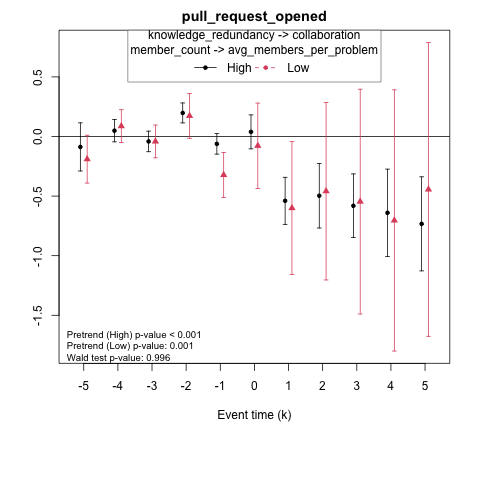 pull_request_opened
knowledge_redundancy -> collaboration
member_count -> avg_members_per_problem
High Low
0.5
0.0
-0.5
-1.0
-1.5
Pretrend (High) p-value < 0.001
Pretrend (Low) p-value: 0.001
Wald test p-value: 0.996
-5 -4 -3 -2 -1 0 1 2 3 4 5
Event time (k)